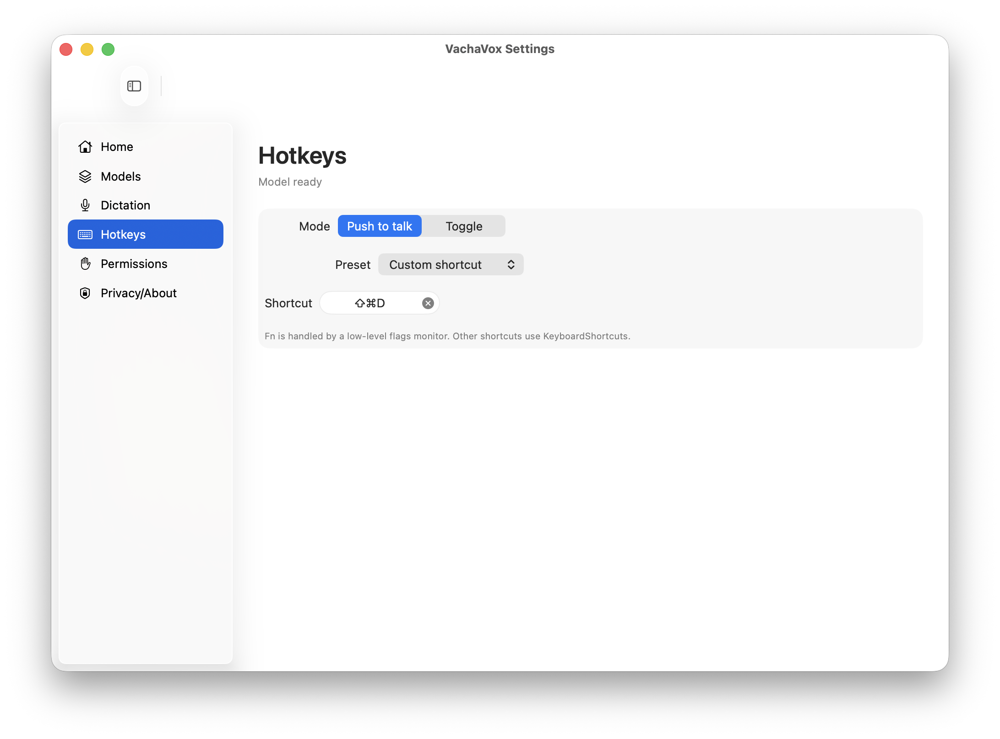 VachaVox Settings
Home
Models
Dictation
Hotkeys
Permissions
Privacy/About
Hotkeys
Model ready
Mode Push to talk Toggle
Preset Custom shortcut
Shortcut ⇧⌘D
Fn is handled by a low-level flags monitor. Other shortcuts use KeyboardShortcuts.